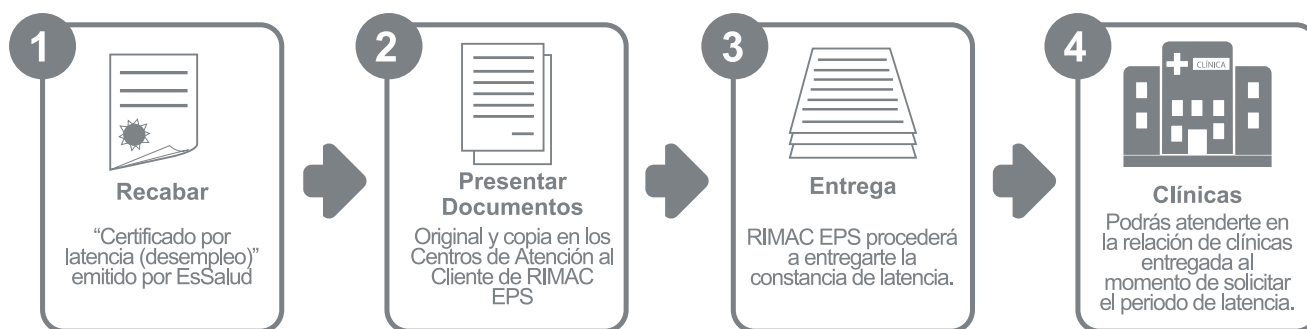 1
Recabar
“Certificado por
latencia (desempleo)”
emitido por EsSalud
2
Presentar
Documentos
Original y copia en los
Centros de Atención al
Cliente de RIMAC
EPS
3
Entrega
RIMAC EPS procederá
a entregarte la
constancia de latencia.
4
CLÍNICA
Clínicas
Podrás atenderte en
la relación de clínicas
entregada al
momento de solicitar
el periodo de latencia.